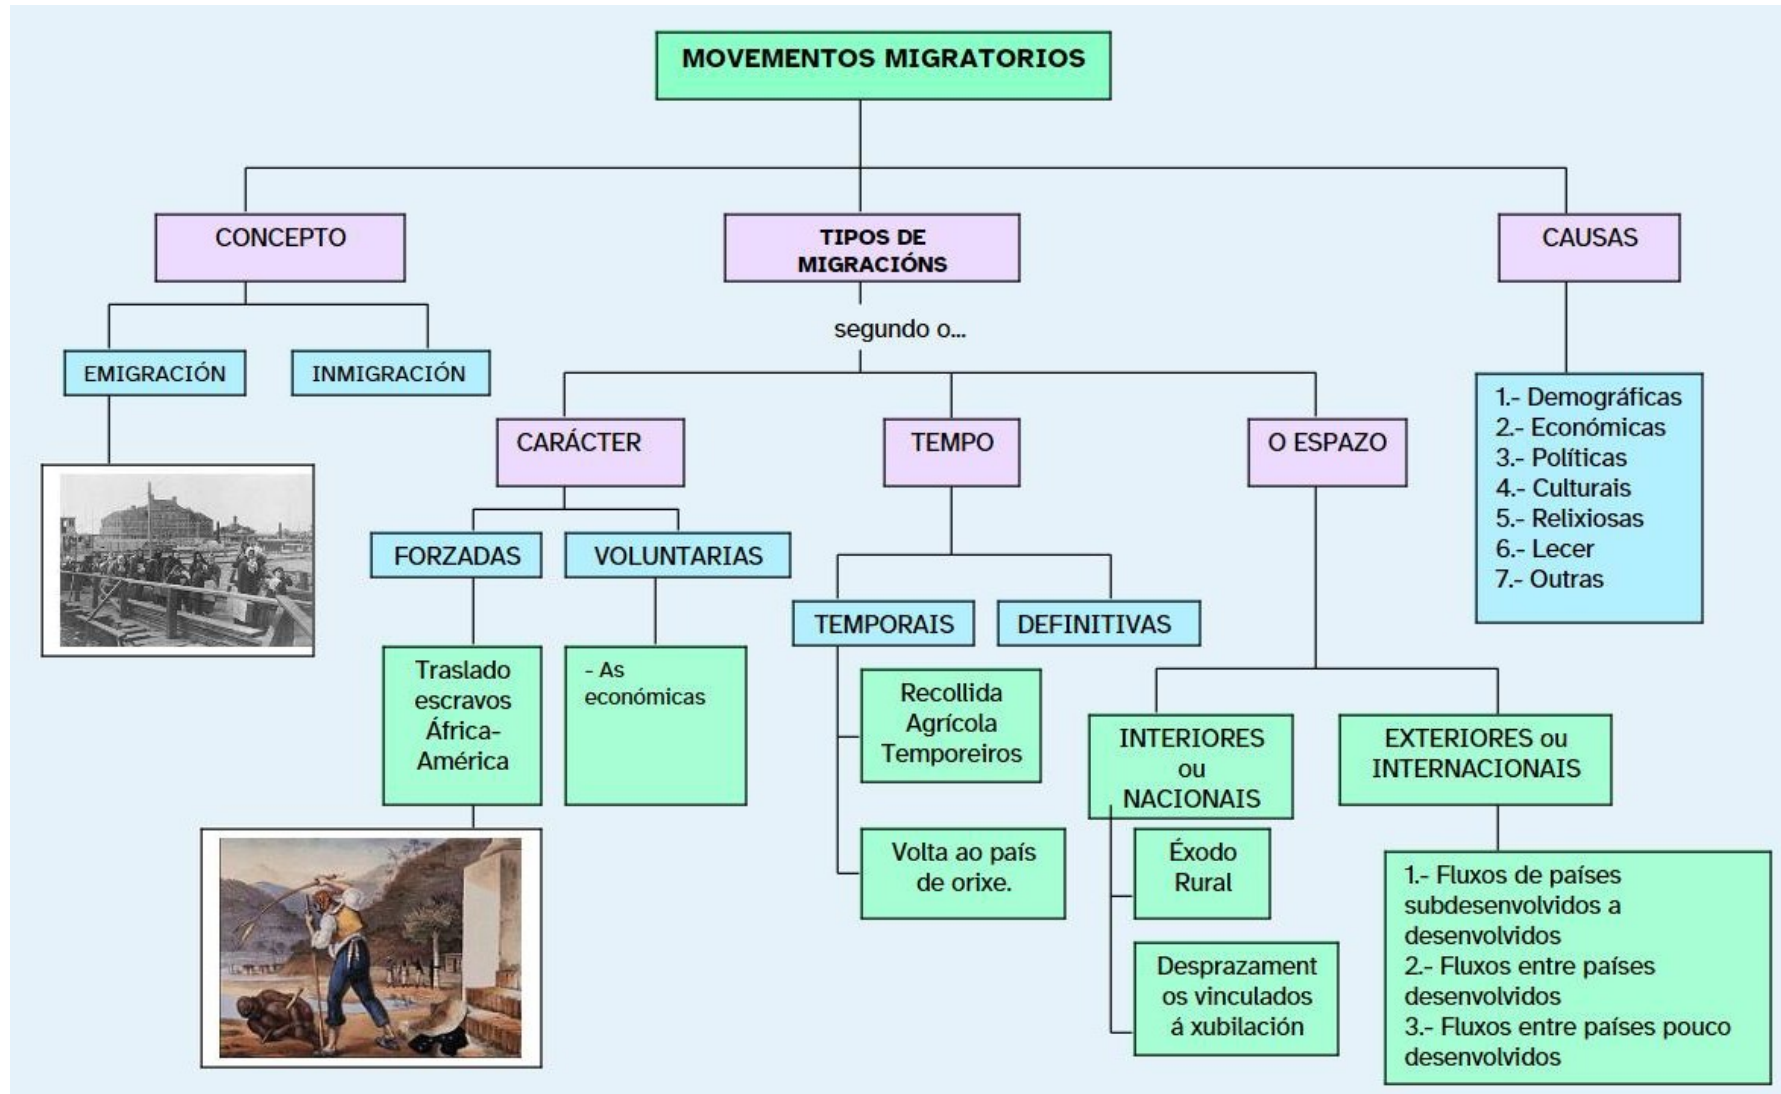 MOVEMENTOS MIGRATORIOS
CONCEPTO
TIPOS DE
MIGRACIÓNS
CAUSAS
segundo o...
EMIGRACIÓN
INMIGRACIÓN
CARÁCTER
TEMPO
O ESPAZO
1.- Demográficas
2.- Económicas
3.- Políticas
4.- Culturais
5.- Relixiosas
6.- Lecer
7.- Outras
FORZADAS
VOLUNTARIAS
TEMPORAIS
DEFINITIVAS
Traslado
escravos
África-
América
- As
económicas
Recollida
Agrícola
Temporeiros
Volta ao país
de orixe.
INTERIORES
ou
NACIONAIS
EXTERIORES ou
INTERNACIONAIS
Éxodo
Rural
Desprazament
os vinculados
á xubilación
1.- Fluxos de países
subdesenvolvidos a
desenvolvidos
2.- Fluxos entre países
desenvolvidos
3.- Fluxos entre países pouco
desenvolvidos